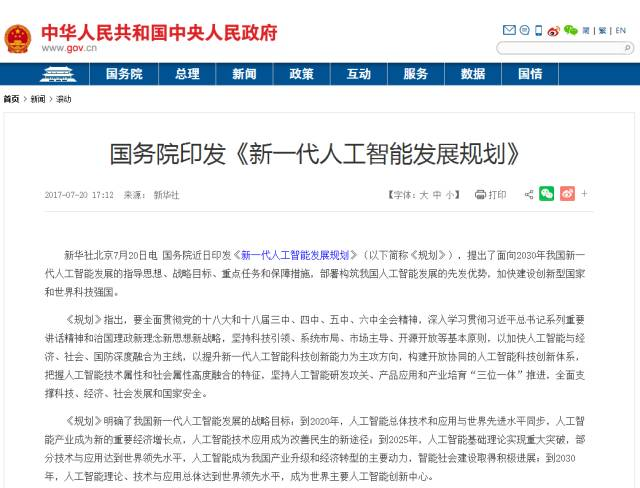 中华人民共和国中央人民政府
www.gov.cn
简 | 繁 | EN
国务院 总理 新闻 政策 互动 服务 数据 国情
首页 > 新闻 > 滚动
国务院印发《新一代人工智能发展规划》
2017-07-20 17:12 来源： 新华社 【字体：大 中 小】 打印
新华社北京7月20日电 国务院近日印发《新一代人工智能发展规划》（以下简称《规划》），提出了面向2030年我国新一
代人工智能发展的指导思想、战略目标、重点任务和保障措施，部署构筑我国人工智能发展的先发优势，加快建设创新型国家
和世界科技强国。
《规划》指出，要全面贯彻党的十八大和十八届三中、四中、五中、六中全会精神，深入学习贯彻习近平总书记系列重要
讲话精神和治国理政新理念新思想新战略，坚持科技引领、系统布局、市场主导、开源开放等基本原则，以加快人工智能与经
济、社会、国防深度融合为主线，以提升新一代人工智能科技创新能力为主攻方向，构建开放协同的人工智能科技创新体系，
把握人工智能技术属性和社会属性高度融合的特征，坚持人工智能研发攻关、产品应用和产业培育“三位一体”推进，全面支
撑科技、经济、社会发展和国家安全。
《规划》明确了我国新一代人工智能发展的战略目标：到2020年，人工智能总体技术和应用与世界先进水平同步，人工智
能产业成为新的重要经济增长点，人工智能技术应用成为改善民生的新途径；到2025年，人工智能基础理论实现重大突破，部
分技术与应用达到世界领先水平，人工智能成为我国产业升级和经济转型的主要动力，智能社会建设取得积极进展；到2030
年，人工智能理论、技术与应用总体达到世界领先水平，成为世界主要人工智能创新中心。